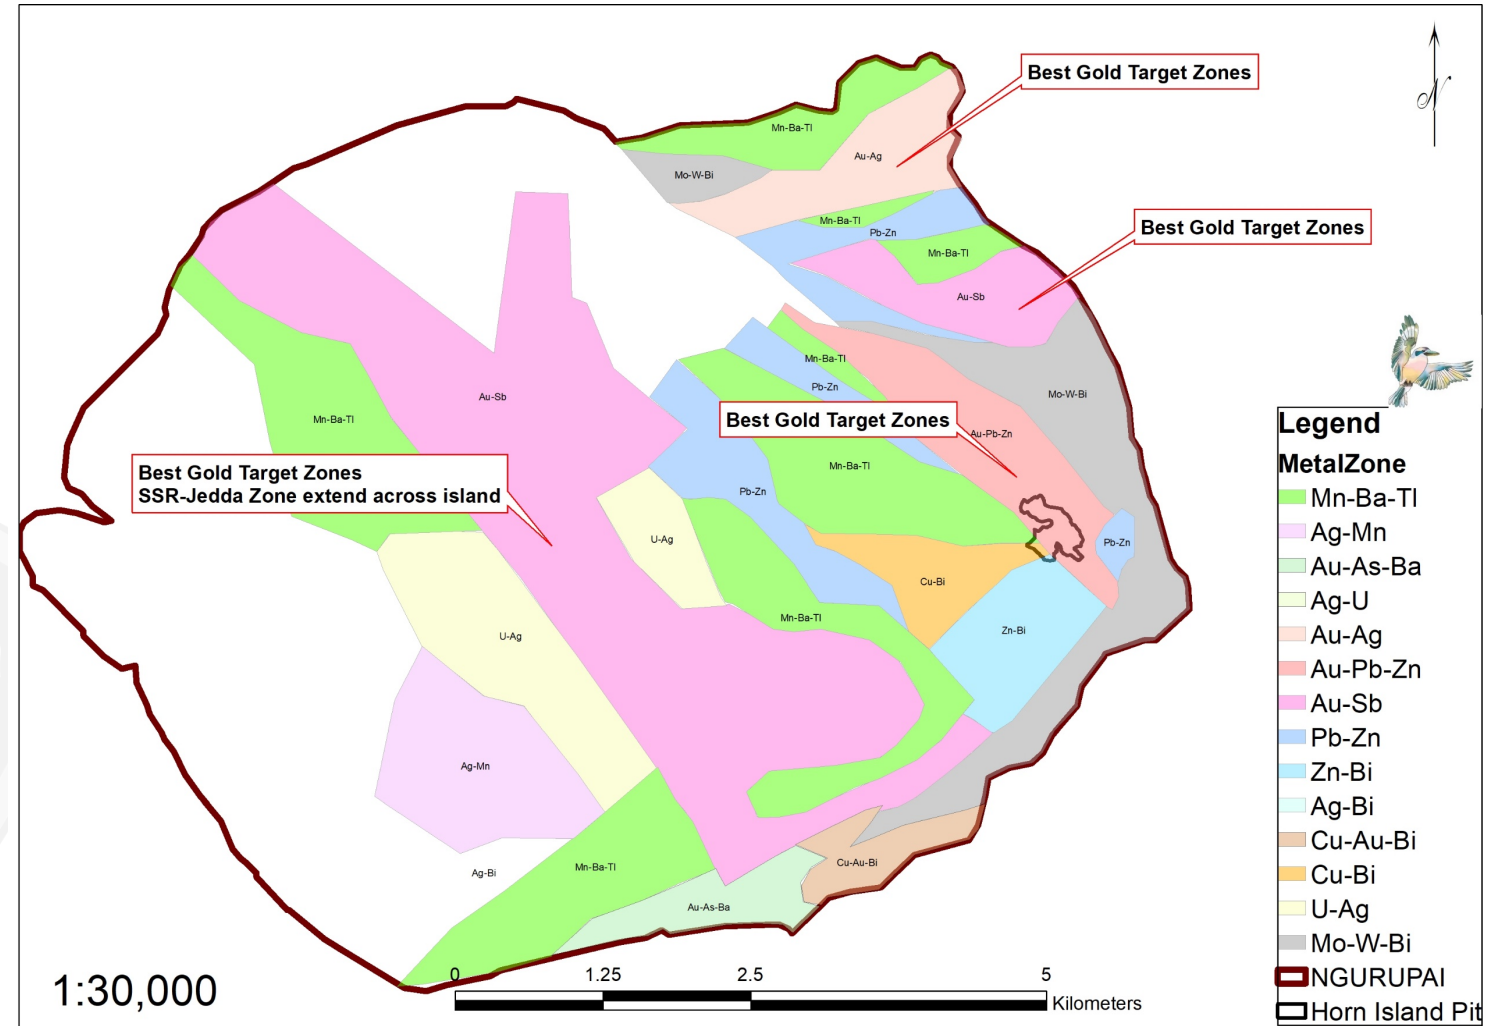 Best Gold Target Zones
Mn-Ba-Tl
Au-Ag
Mo-W-Bi
Mn-Ba-Tl
Pb-Zn
Best Gold Target Zones
Mn-Ba-Tl
Au-Sb
Mn-Ba-Tl
Pb-Zn
Mo-W-Bi
Au-Sb
Mn-Ba-Tl
Best Gold Target Zones
Au-Pb-Zn
Best Gold Target Zones
SSR-Jedda Zone extend across island
Mn-Ba-Tl
Pb-Zn
U-Ag
Pb-Zn
Cu-Bi
Mn-Ba-Tl
Zn-Bi
U-Ag
Ag-Mn
Ag-Bi
Mn-Ba-Tl
Cu-Au-Bi
Au-As-Ba
N
Legend
MetalZone
Mn-Ba-Tl
Ag-Mn
Au-As-Ba
Ag-U
Au-Ag
Au-Pb-Zn
Au-Sb
Pb-Zn
Zn-Bi
Ag-Bi
Cu-Au-Bi
Cu-Bi
U-Ag
Mo-W-Bi
NGURUPAI
Horn Island Pit
1:30,000
0 1.25 2.5 5
Kilometers